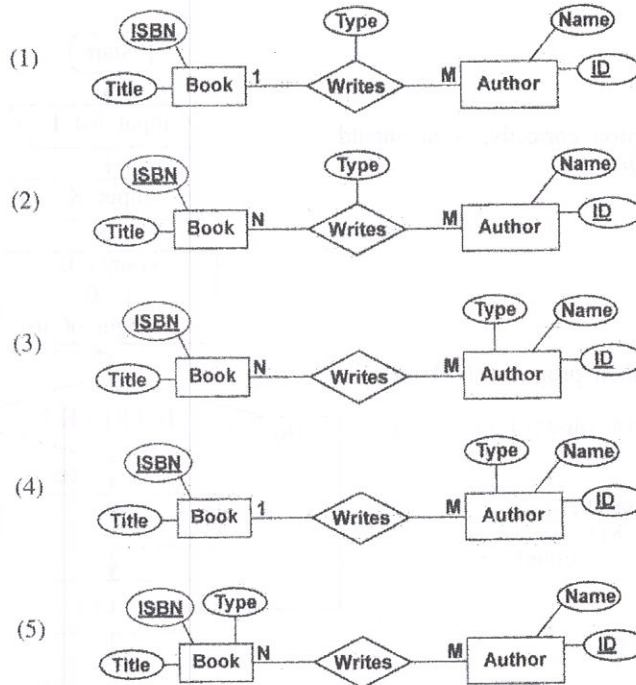 Type
Name
ISBN
(1)
Book 1 Writes M Author ID
Title
Type
Name
ISBN
(2)
Book N Writes M Author ID
Title
Type Name
ISBN
(3)
Book N Writes M Author ID
Title
Type Name
ISBN
(4)
Book 1 Writes M Author ID
Title
ISBN Type Name
(5)
Book N Writes M Author ID
Title